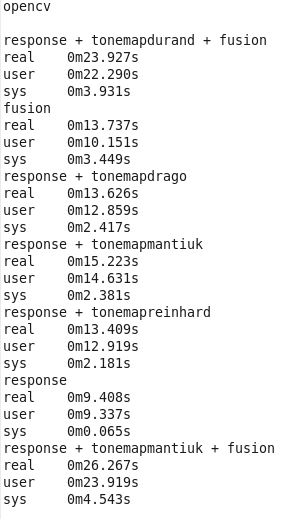 opencv
response + tonemapdurand + fusion
real 0m23.927s
user 0m22.290s
sys 0m3.931s
fusion
real 0m13.737s
user 0m10.151s
sys 0m3.449s
response + tonemapdrago
real 0m13.626s
user 0m12.859s
sys 0m2.417s
response + tonemapmantiuk
real 0m15.223s
user 0m14.631s
sys 0m2.381s
response + tonemapreinhard
real 0m13.409s
user 0m12.919s
sys 0m2.181s
response
real 0m9.408s
user 0m9.337s
sys 0m0.065s
response + tonemapmantiuk + fusion
real 0m26.267s
user 0m23.919s
sys 0m4.543s